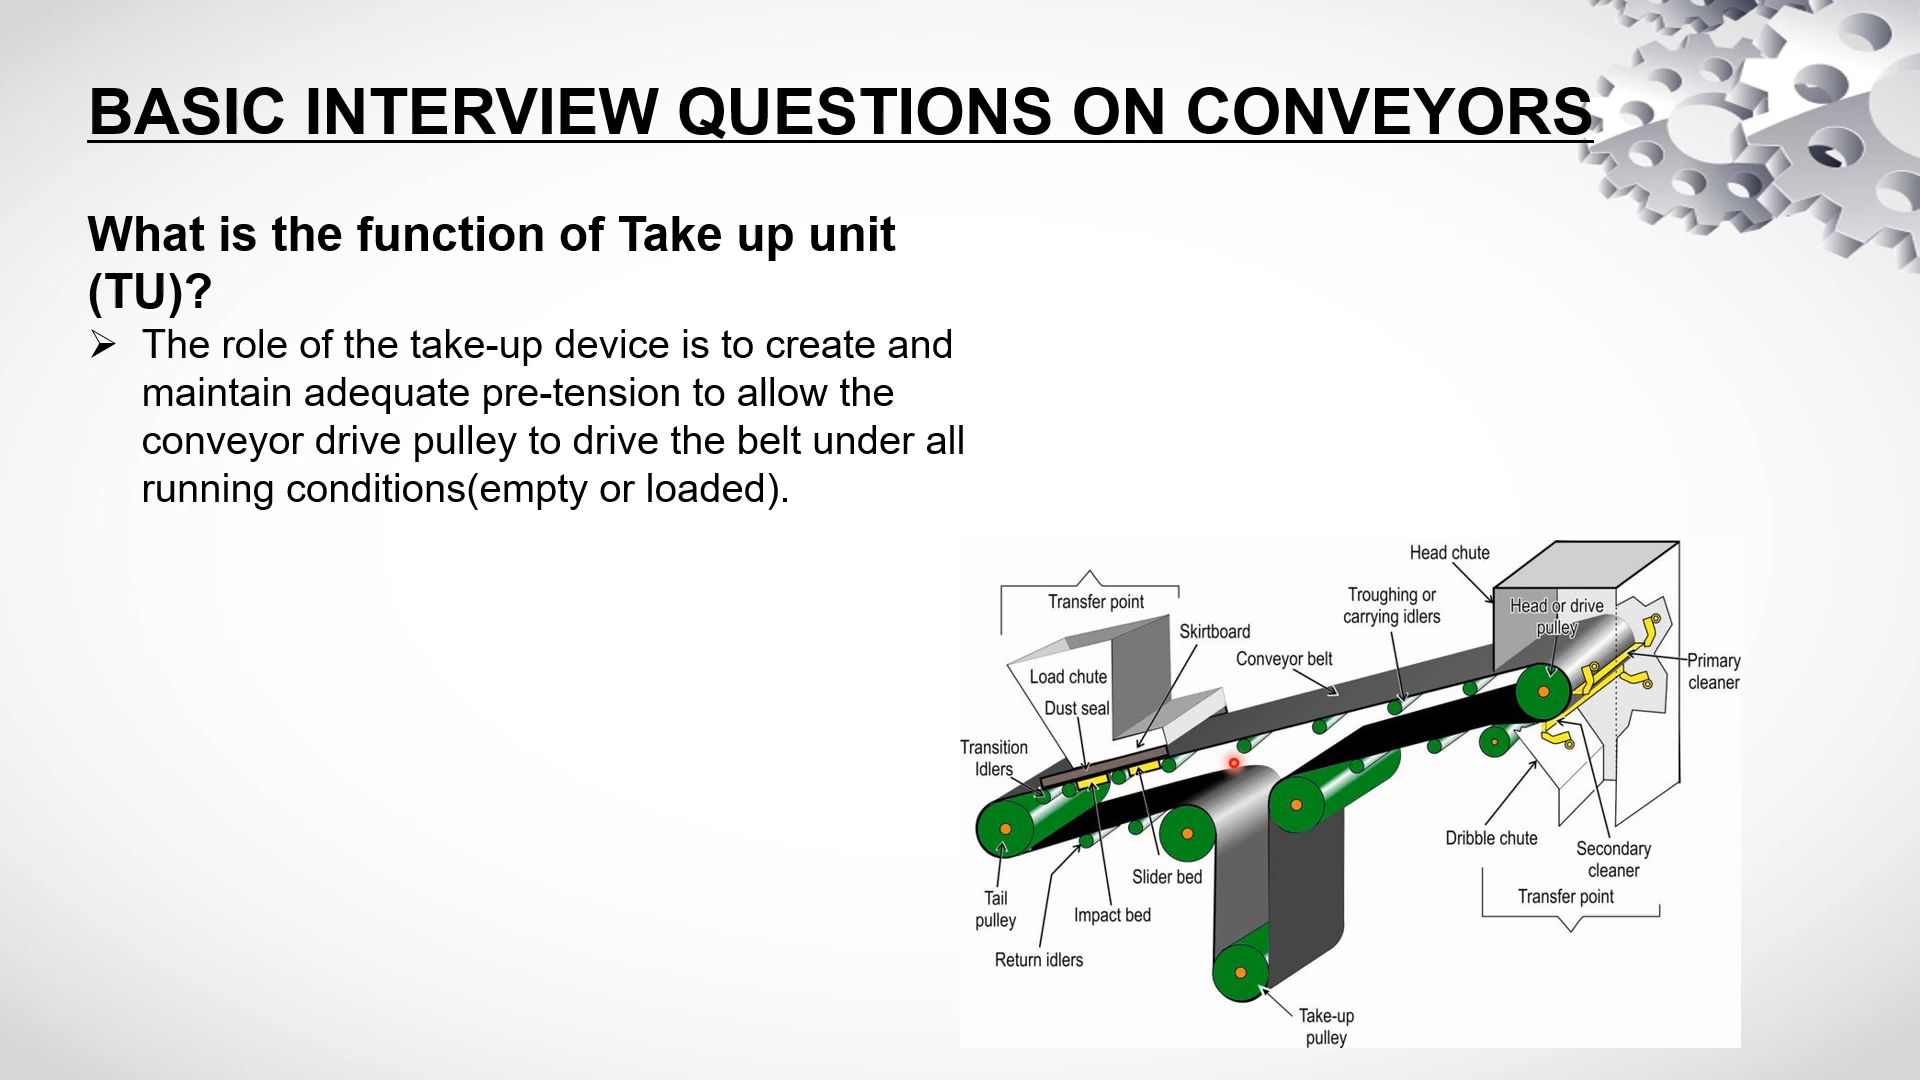 BASIC INTERVIEW QUESTIONS ON CONVEYORS
What is the function of Take up unit
(TU)?
➢ The role of the take-up device is to create and
maintain adequate pre-tension to allow the
conveyor drive pulley to drive the belt under all
running conditions(empty or loaded).
Head chute
Transfer point
Troughing or
carrying idlers
Head or drive
pulley
Skirtboard
Conveyor belt
Primary
cleaner
Load chute
Dust seal
Transition
Idlers
Dribble chute
Secondary
cleaner
Slider bed
Tail
pulley
Impact bed
Transfer point
Return idlers
Take-up
pulley